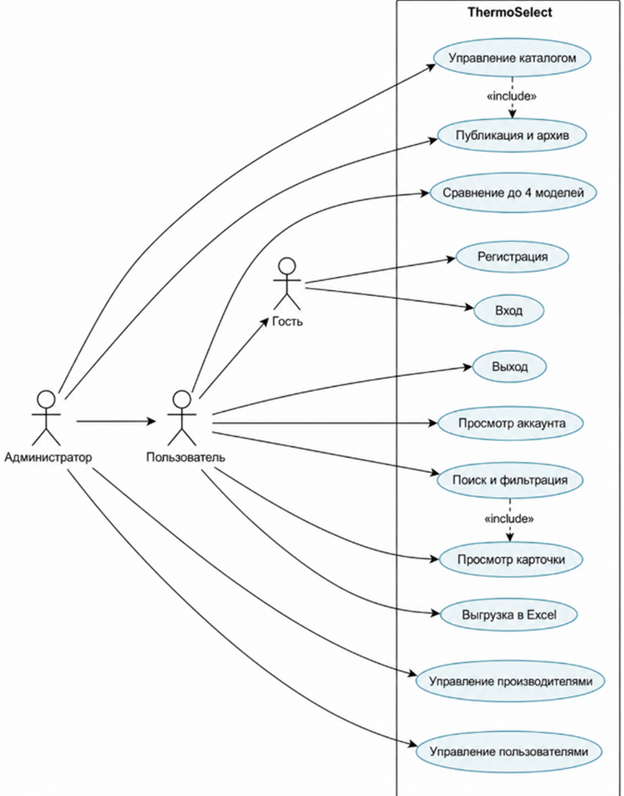 ThermoSelect
Управление каталогом
«include»
Публикация и архив
Сравнение до 4 моделей
Регистрация
Гость
Вход
Выход
Просмотр аккаунта
Администратор
Пользователь
Поиск и фильтрация
«include»
Просмотр карточки
Выгрузка в Excel
Управление производителями
Управление пользователями